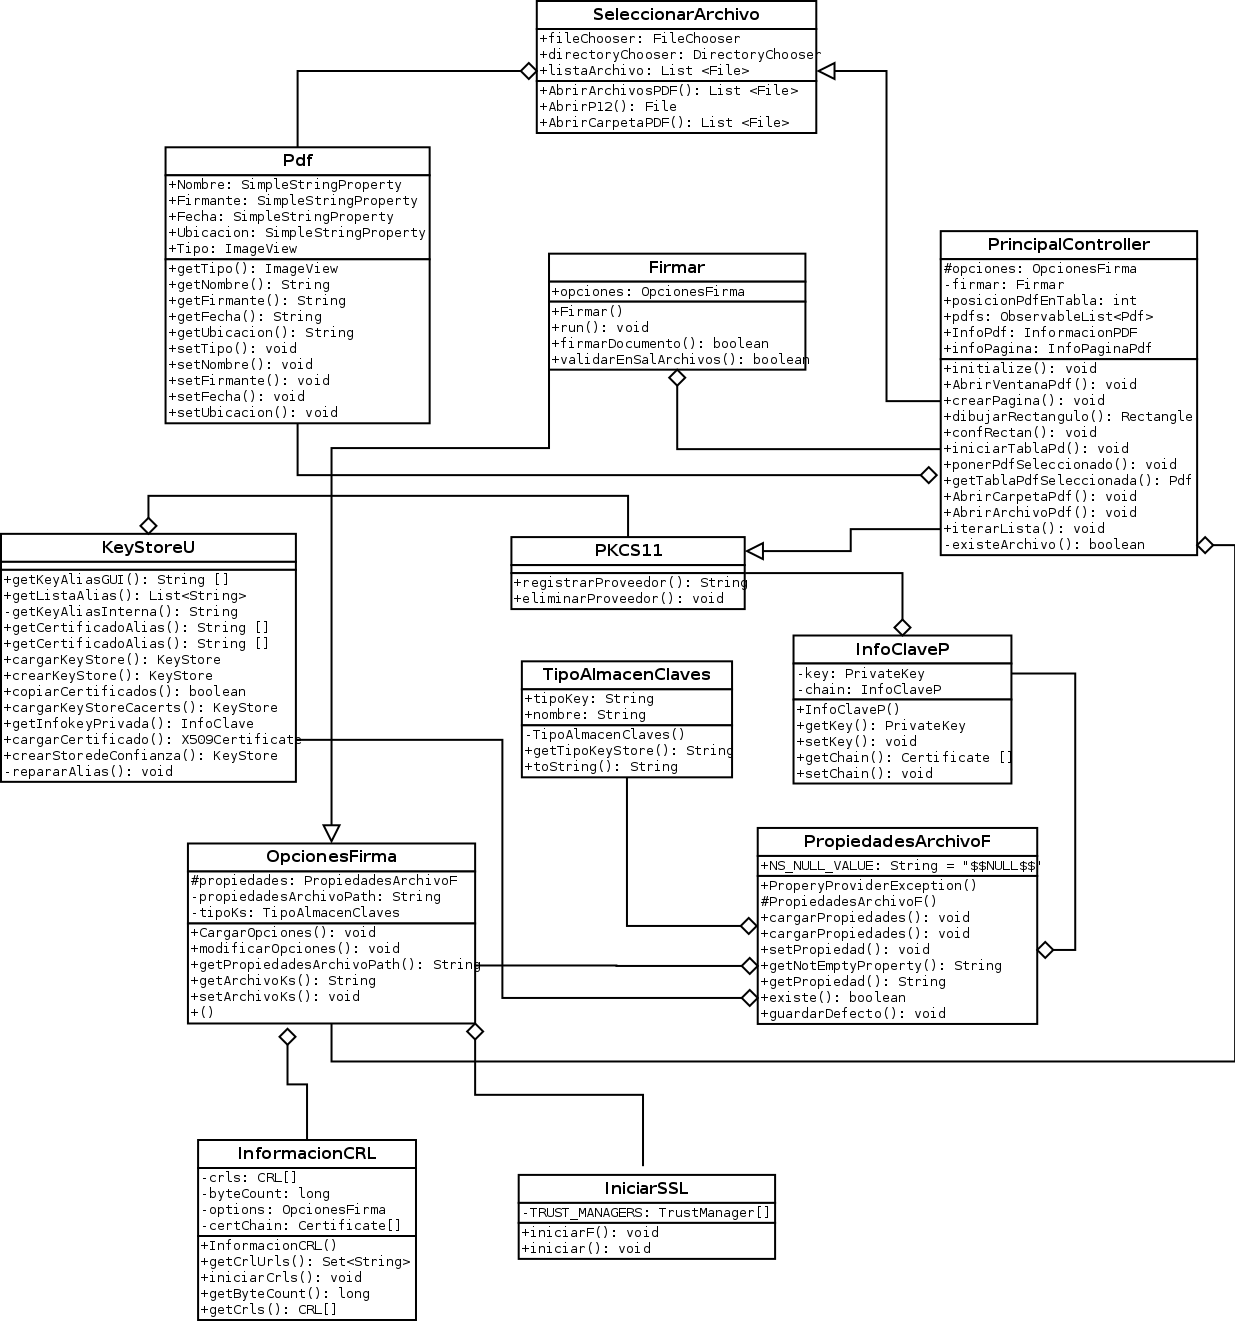 SeleccionarArchivo
+fileChooser: FileChooser
+directoryChooser: DirectoryChooser
+listaArchivo: List <File>
+AbrirArchivosPDF(): List <File>
+AbrirP12(): File
+AbrirCarpetaPDF(): List <File>
Pdf
+Nombre: SimpleStringProperty
+Firmante: SimpleStringProperty
+Fecha: SimpleStringProperty
+Ubicacion: SimpleStringProperty
+Tipo: ImageView
+getTipo(): ImageView
+getNombre(): String
+getFirmante(): String
+getFecha(): String
+getUbicacion(): String
+setTipo(): void
+setNombre(): void
+setFirmante(): void
+setFecha(): void
+setUbicacion(): void
Firmar
+opciones: OpcionesFirma
+Firmar()
+run(): void
+firmarDocumento(): boolean
+validarEnSalArchivos(): boolean
PrincipalController
#opciones: OpcionesFirma
-firmar: Firmar
+posicionPdfEnTabla: int
+pdfs: ObservableList<Pdf>
+InfoPdf: InformacionPDF
+infoPagina: InfoPaginaPdf
+initialize(): void
+AbrirVentanaPdf(): void
+crearPagina(): void
+dibujarRectangulo(): Rectangle
+confRectan(): void
+iniciarTablaPd(): void
+ponerPdfSeleccionado(): void
+getTablaPdfSeleccionada(): Pdf
+AbrirCarpetaPdf(): void
+AbrirArchivoPdf(): void
+iterarLista(): void
-existeArchivo(): boolean
KeyStoreU
+getKeyAliasGUI(): String []
+getListaAlias(): List<String>
-getKeyAliasInterna(): String
+getCertificadoAlias(): String []
+getCertificadoAlias(): String []
+cargarKeyStore(): KeyStore
+crearKeyStore(): KeyStore
+copiarCertificados(): boolean
+cargarKeyStoreCacerts(): KeyStore
+getInfokeyPrivada(): InfoClave
+cargarCertificado(): X509Certificate
+crearStoredeConfianza(): KeyStore
-repararAlias(): void
PKCS11
+registrarProveedor(): String
+eliminarProveedor(): void
InfoClaveP
-key: PrivateKey
-chain: InfoClaveP
+InfoClaveP()
+getKey(): PrivateKey
+setKey(): void
+getChain(): Certificate []
+setChain(): void
TipoAlmacenClaves
+tipoKey: String
+nombre: String
-TipoAlmacenClaves()
+getTipoKeyStore(): String
+toString(): String
PropiedadesArchivoF
+NS_NULL_VALUE: String = "$$NULL$$"
+ProperyProviderException()
#PropiedadesArchivoF()
+cargarPropiedades(): void
+cargarPropiedades(): void
+setPropiedad(): void
+getNotEmptyProperty(): String
+getPropiedad(): String
+existe(): boolean
+guardarDefecto(): void
OpcionesFirma
#propiedades: PropiedadesArchivoF
-propiedadesArchivoPath: String
-tipoKs: TipoAlmacenClaves
+CargarOpciones(): void
+modificarOpciones(): void
+getPropiedadesArchivoPath(): String
+getArchivoKs(): String
+setArchivoKs(): void
+()
InformacionCRL
-crls: CRL[]
-byteCount: long
-options: OpcionesFirma
-certChain: Certificate[]
+InformacionCRL()
+getCrlUrls(): Set<String>
+iniciarCrls(): void
+getByteCount(): long
+getCrls(): CRL[]
IniciarSSL
-TRUST_MANAGERS: TrustManager[]
+iniciarF(): void
+iniciar(): void